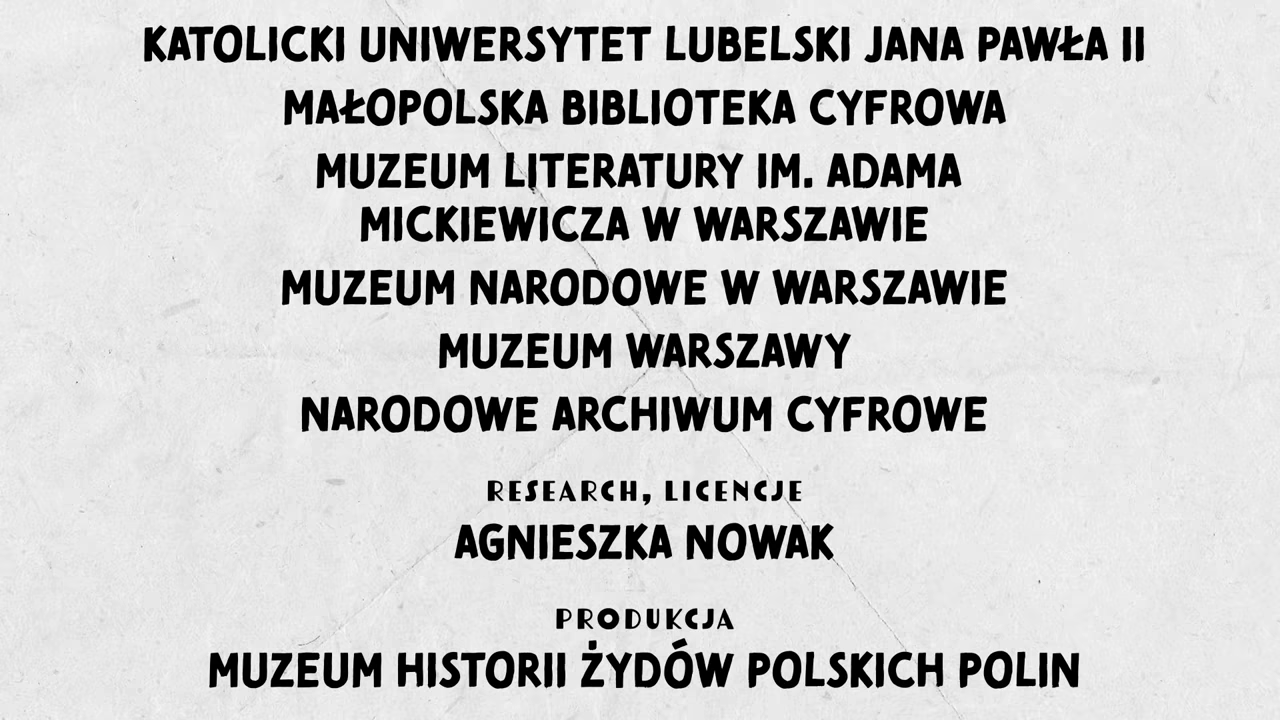 KATOLICKI UNIWERSYTET LUBELSKI JANA PAWŁA II
MAŁOPOLSKA BIBLIOTEKA CYFROWA
MUZEUM LITERATURY IM. ADAMA
MICKIEWICZA W WARSZAWIE
MUZEUM NARODOWE W WARSZAWIE
MUZEUM WARSZAWY
NARODOWE ARCHIWUM CYFROWE
RESEARCH, LICENCJE
AGNIESZKA NOWAK
PRODUKCJA
MUZEUM HISTORII ŻYDÓW POLSKICH POLIN